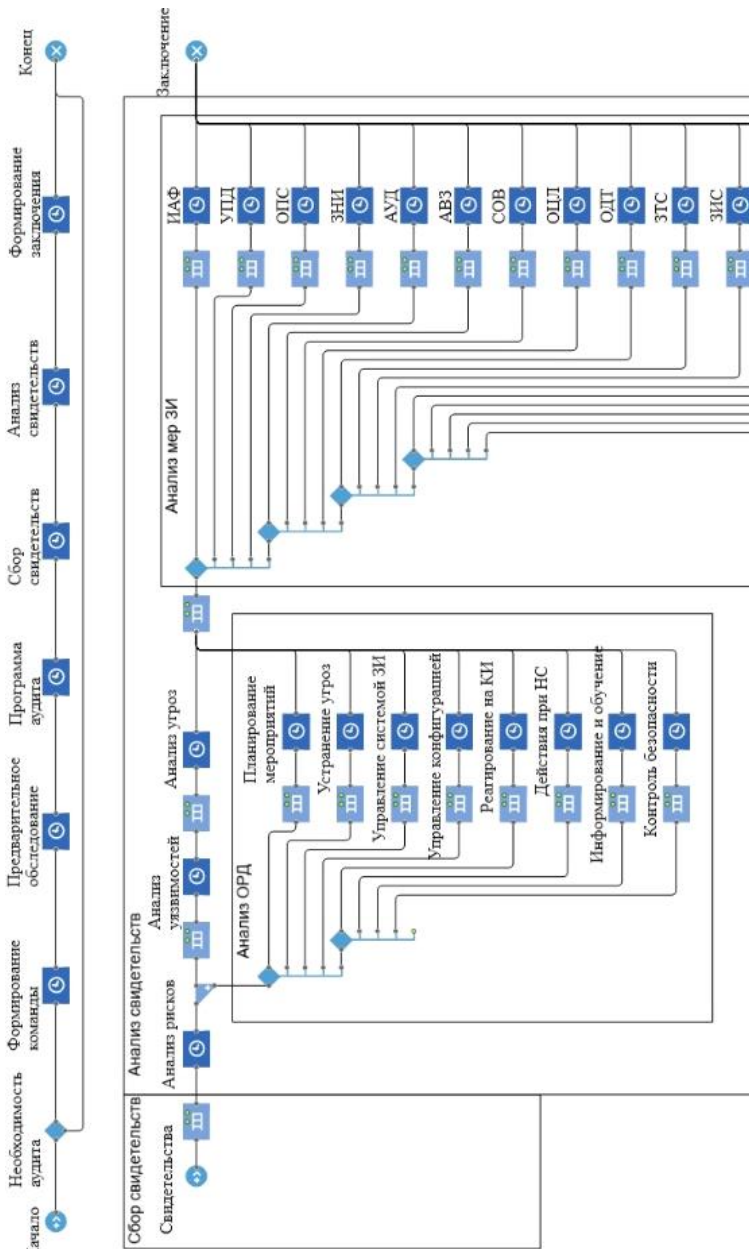 Начало
Необходимость
аудита
Формирование
команды
Предварительное
обследование
Программа
аудита
Сбор
свидетельств
Анализ
свидетельств
Формирование
заключения
Конец
Сбор свидетельств
Свидетельства
Анализ свидетельств
Анализ рисков
Анализ
уязвимостей
Анализ угроз
Анализ ОРД
Планирование
мероприятий
Устранение угроз
Управление системой ЗИ
Управление конфигурацией
Реагирование на КИ
Действия при НС
Информирование и обучение
Контроль безопасности
Анализ мер ЗИ
ИАФ
УПД
ОПС
ЗНИ
АУД
АВЗ
СОВ
ОЦЛ
ОДТ
ЗТС
ЗИС
Заключение